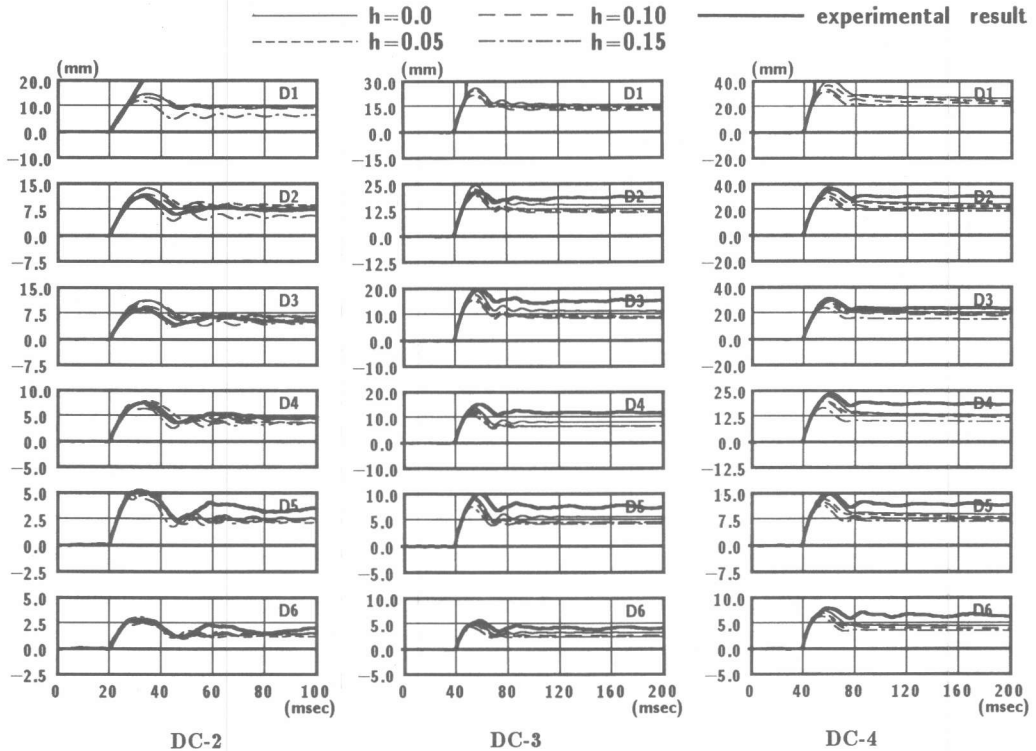 h=0.0 h=0.10 experimental result
h=0.05 h=0.15
(mm) (mm) (mm)
20.0 D1 30.0 D1 40.0 D1
10.0 15.0 20.0
0.0 0.0 0.0
−10.0 −15.0 −20.0
15.0 D2 25.0 D2 40.0 D2
7.5 12.5 20.0
0.0 0.0 0.0
−7.5 −12.5 −20.0
15.0 D3 20.0 D3 40.0 D3
7.5 10.0 20.0
0.0 0.0 0.0
−7.5 −10.0 −20.0
10.0 D4 20.0 D4 25.0 D4
5.0 10.0 12.5
0.0 0.0 0.0
−5.0 −10.0 −12.5
5.0 D5 10.0 D5 15.0 D5
2.5 5.0 7.5
0.0 0.0 0.0
−2.5 −5.0 −7.5
5.0 D6 10.0 D6 10.0 D6
2.5 5.0 5.0
0.0 0.0 0.0
−2.5 −5.0 −5.0
0 20 40 60 80 100 0 40 80 120 160 200 0 40 80 120 160 200
(msec) (msec) (msec)
DC-2 DC-3 DC-4